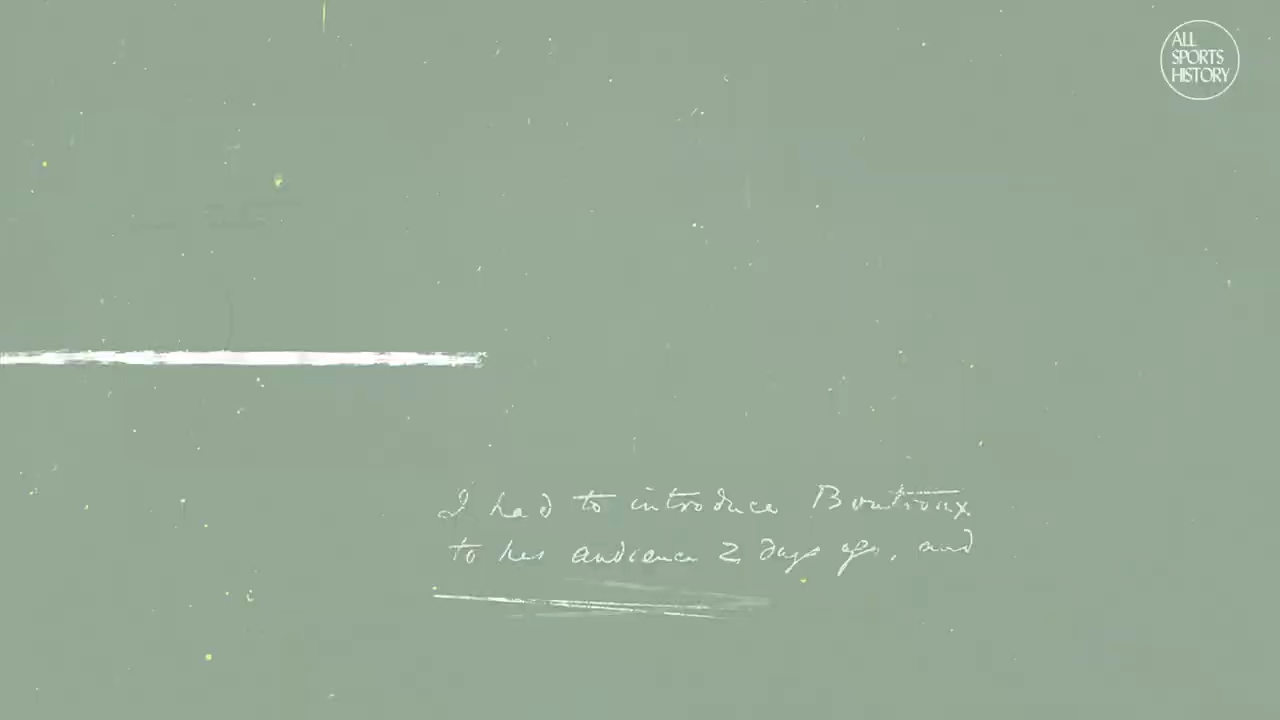 ALL
SPORTS
HISTORY
I had to introduce Boutroux
to his audience 2 days ago, and